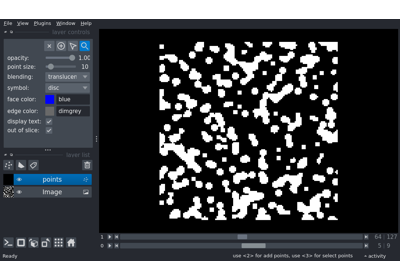 File View Plugins Window Help
layer controls
opacity: 1.00
point size: 10
blending: translucen
symbol: disc
face color: blue
edge color: dimgrey
display text:
out of slice:
layer list
points
Image
1 64 127
0 5 9
Ready use <2> for add points, use <3> for select points activity